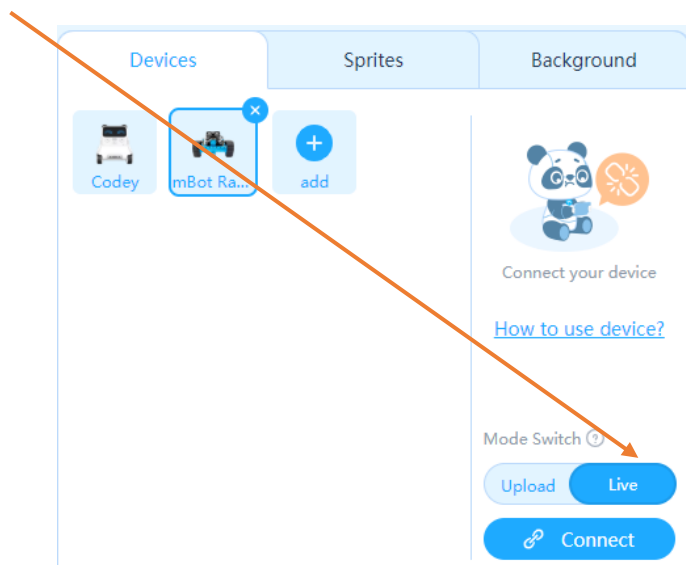 Devices
Sprites
Background
Codey
mBot Ra...
add
Connect your device
How to use device?
Mode Switch ?
Upload
Live
Connect